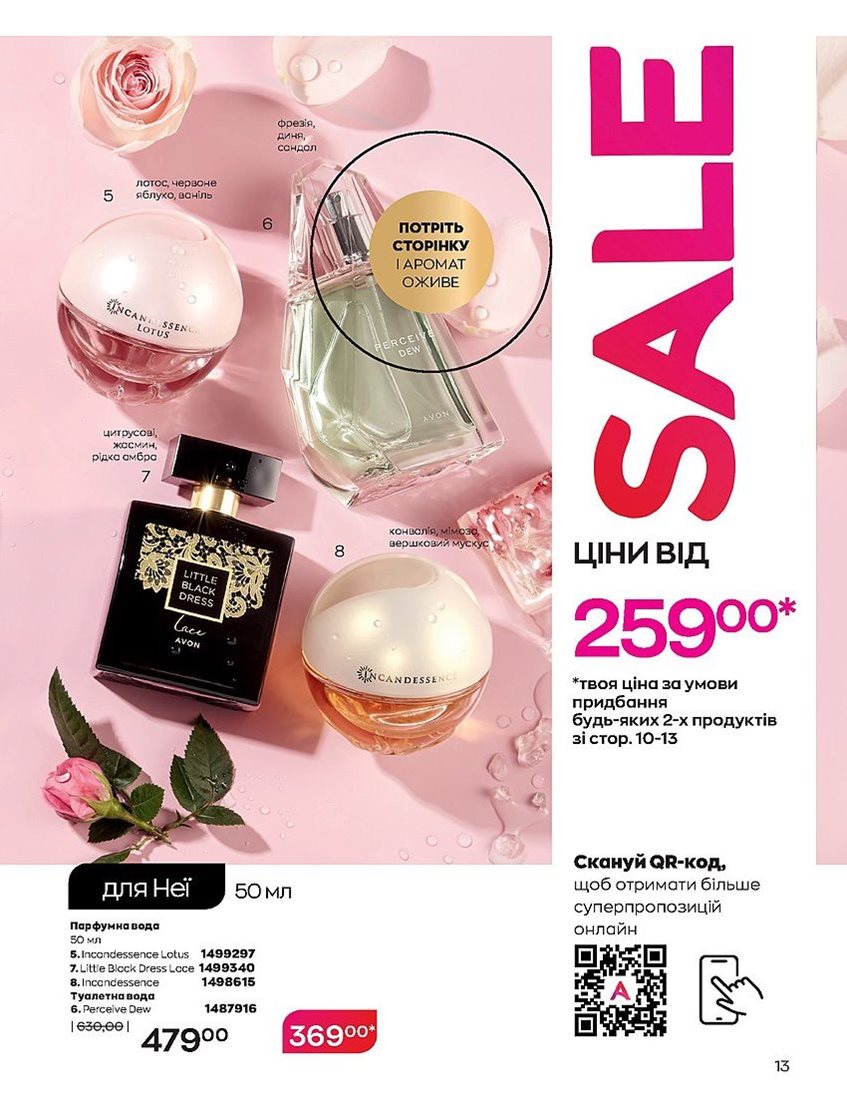 фрезія,
диня,
сандал
5
лотос, червоне
яблуко, ваніль
6
ПОТРІТЬ
СТОРІНКУ
І АРОМАТ
ОЖИВЕ
INCANDESSENCE
LOTUS
PERCEIVE
DEW
AVON
цитрусові,
жасмин,
рідка амбра
7
LITTLE
BLACK
DRESS
Lace
AVON
конвалія, мімоза,
вершковий мускус
8
INCANDESSENCE
SALE
ЦІНИ ВІД
259⁰⁰*
*твоя ціна за умови
придбання
будь-яких 2-х продуктів
зі стор. 10-13
для Неї 50 мл
Парфумна вода
50 мл
5. Incandessence Lotus 1499297
7. Little Black Dress Lace 1499340
8. Incandessence 1498615
Туалетна вода
6. Perceive Dew 1487916
| 630,00 |
479⁰⁰
369⁰⁰*
Скануй QR-код,
щоб отримати більше
суперпропозицій
онлайн
A
13